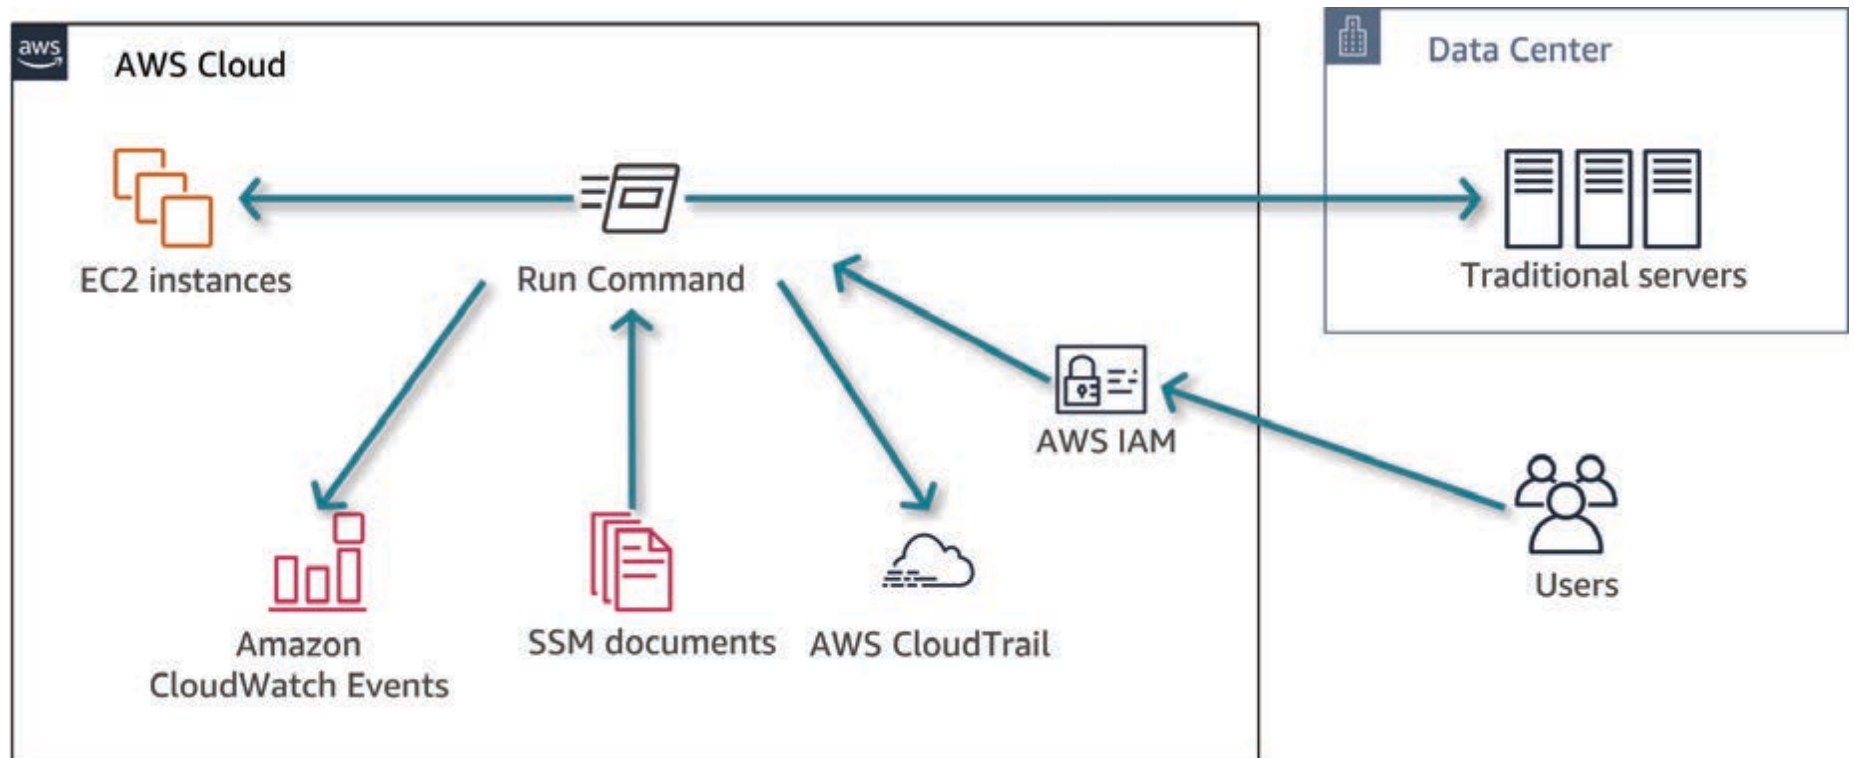 aws
AWS Cloud
Data Center
EC2 instances
Run Command
Traditional servers
AWS IAM
Users
Amazon
CloudWatch Events
SSM documents
AWS CloudTrail